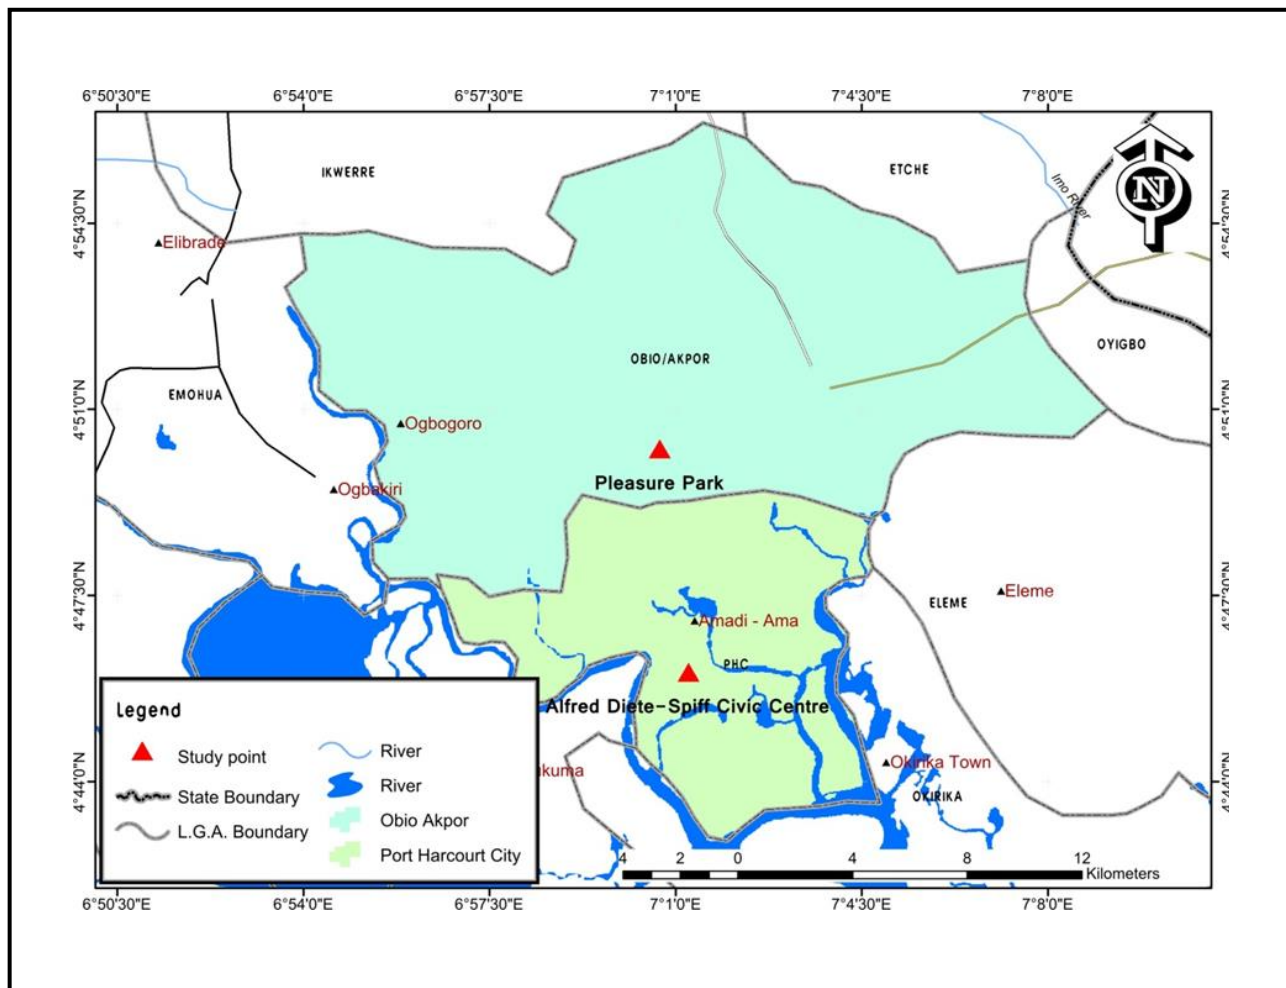 6°50'30"E 6°54'0"E 6°57'30"E 7°1'0"E 7°4'30"E 7°8'0"E
IKWERRE
ETCHE
Imo River
N
4°54'30"N
4°54'30"N
Elibrade
OBIO/AKPOR
OYIGBO
EMOHUA
4°51'0"N
4°51'0"N
Ogbogoro
Pleasure Park
Ogbakiri
4°47'30"N
4°47'30"N
Eleme
ELEME
Amadi - Ama
PHC
Alfred Diete-Spiff Civic Centre
Okirika Town
OKIRIKA
4°44'0"N
4°44'0"N
ukuma
Legend
Study point
State Boundary
L.G.A. Boundary
River
River
Obio Akpor
Port Harcourt City
4 2 0 4 8 12
Kilometers
6°50'30"E 6°54'0"E 6°57'30"E 7°1'0"E 7°4'30"E 7°8'0"E